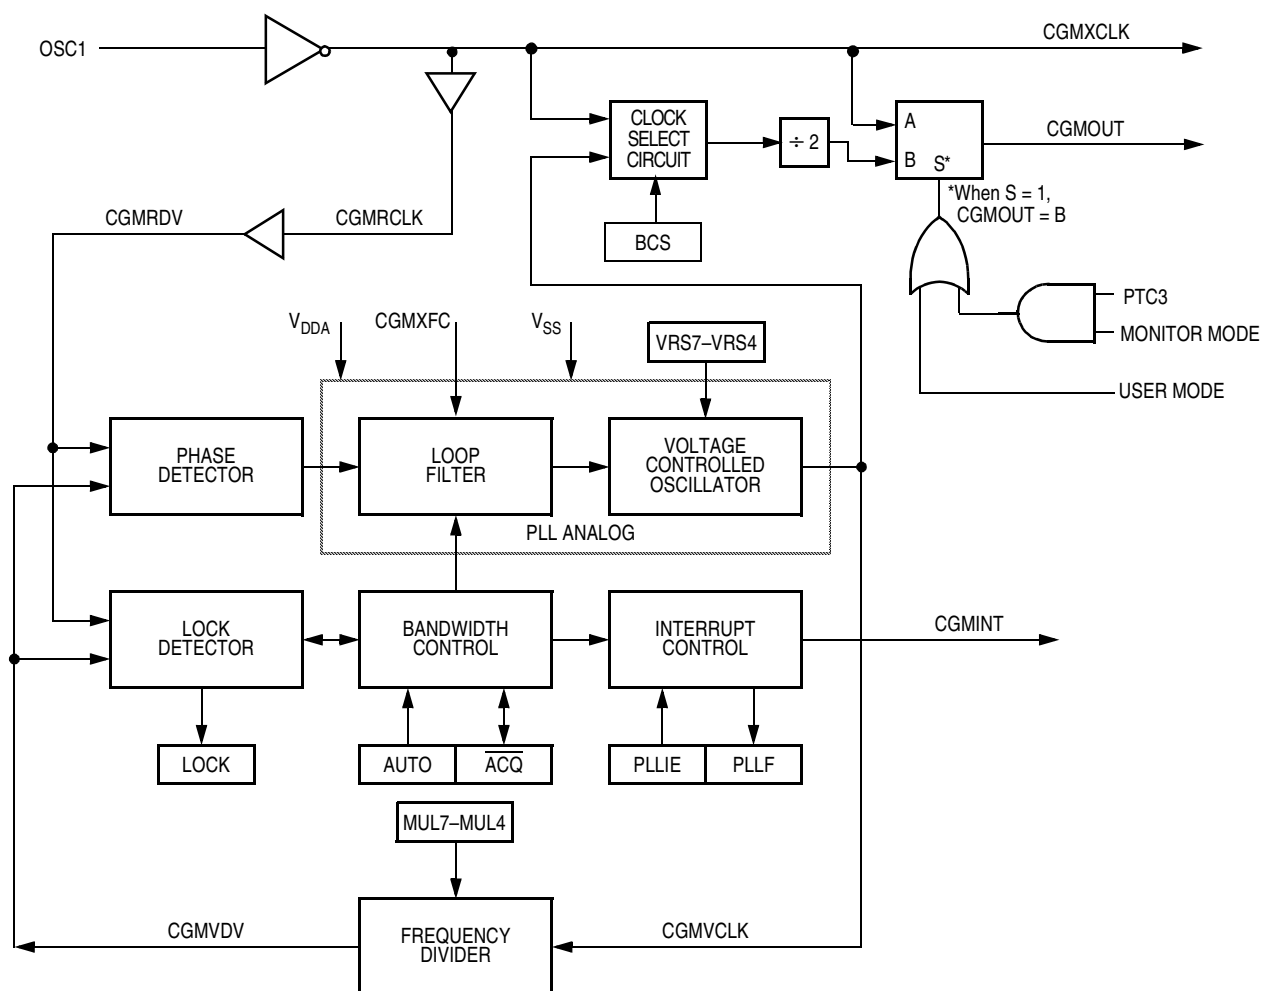 OSC1
CGMXCLK
CLOCK
SELECT
CIRCUIT
÷ 2
A
B
S*
CGMOUT
*When S = 1,
CGMOUT = B
BCS
CGMRDV
CGMRCLK
PTC3
MONITOR MODE
USER MODE
VDDA
CGMXFC
VSS
VRS7–VRS4
PHASE
DETECTOR
LOOP
FILTER
VOLTAGE
CONTROLLED
OSCILLATOR
PLL ANALOG
LOCK
DETECTOR
BANDWIDTH
CONTROL
INTERRUPT
CONTROL
CGMINT
LOCK
AUTO
ACQ
PLLIE
PLLF
MUL7–MUL4
CGMVDV
FREQUENCY
DIVIDER
CGMVCLK